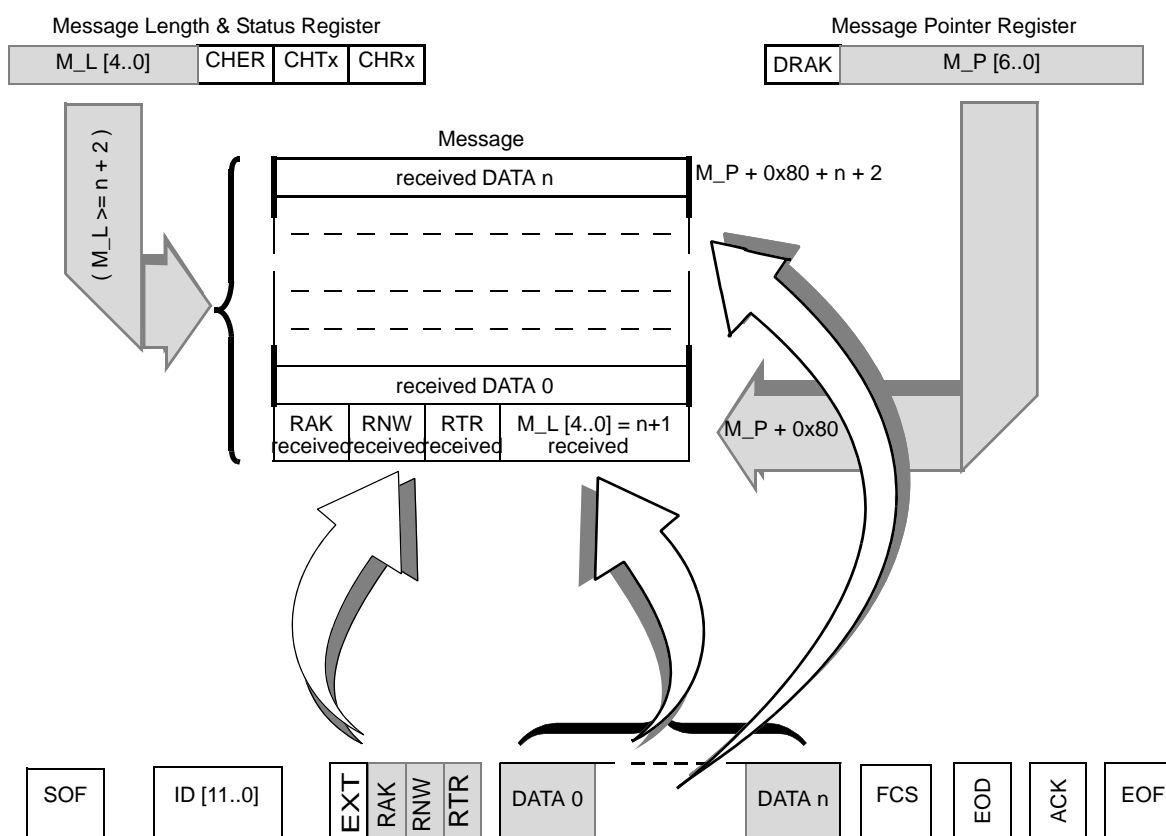 Message Length & Status Register
Message Pointer Register
M_L [4..0] CHER CHTx CHRx
DRAK M_P [6..0]
( M_L >= n + 2 )
Message
received DATA n
M_P + 0x80 + n + 2
received DATA 0
RAK received
RNW received
RTR received
M_L [4..0] = n+1
received
M_P + 0x80
SOF
ID [11..0]
EXT
RAK
RNW
RTR
DATA 0
DATA n
FCS
EOD
ACK
EOF